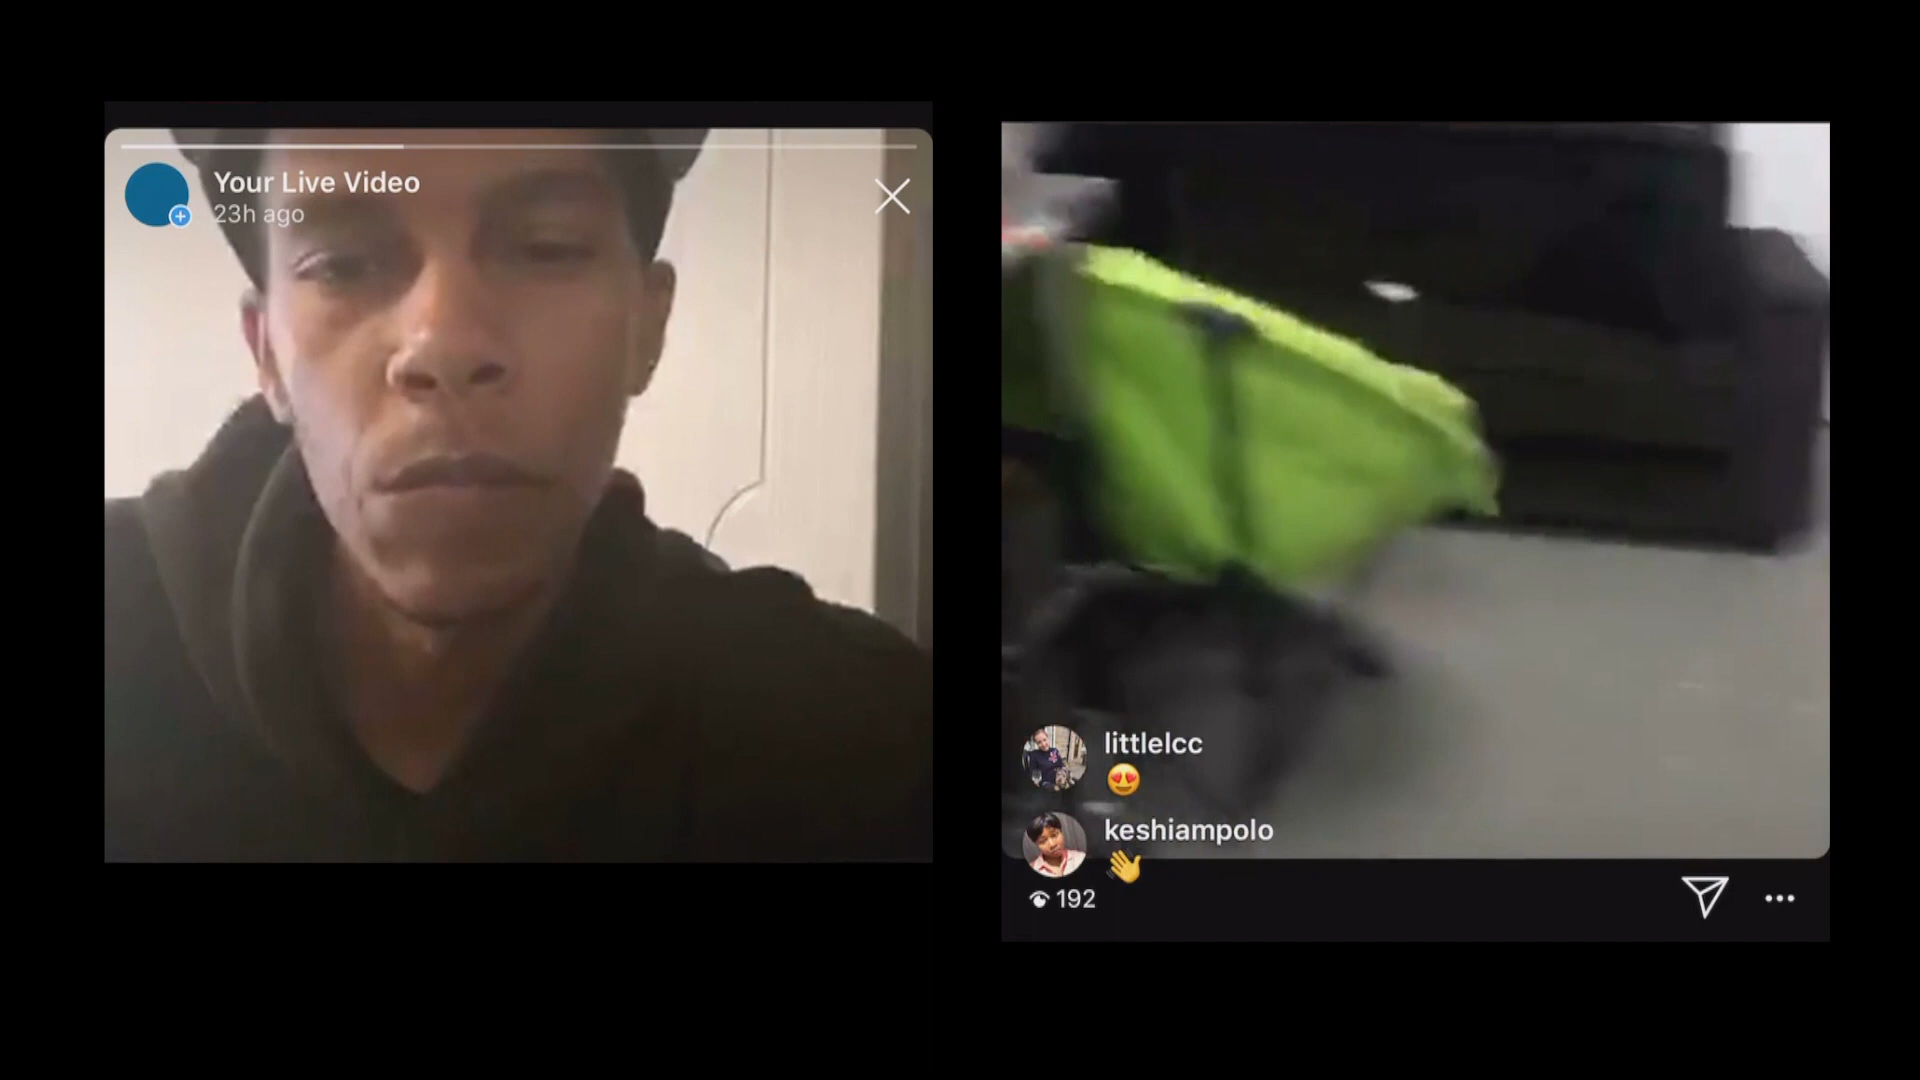 Your Live Video
23h ago
littlelcc
😍
keshiampolo
👋
192